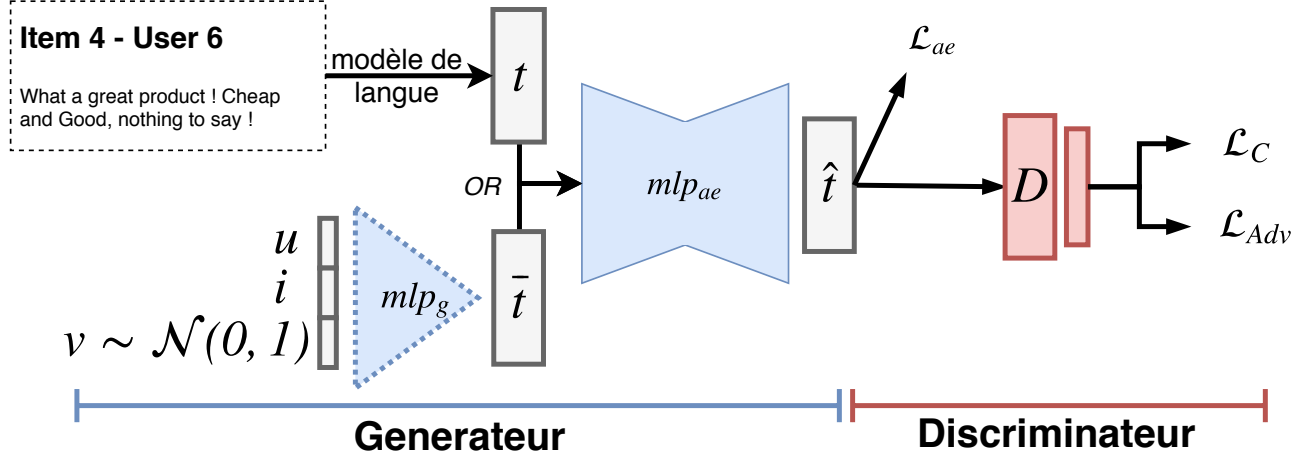 Item 4 - User 6
What a great product ! Cheap
and Good, nothing to say !
modèle de
langue
t
OR
u
i
v ∼ 𝒩(0, 1)
mlp_g
t̄
mlp_ae
t̂
ℒ_ae
D
ℒ_C
ℒ_Adv
Generateur
Discriminateur